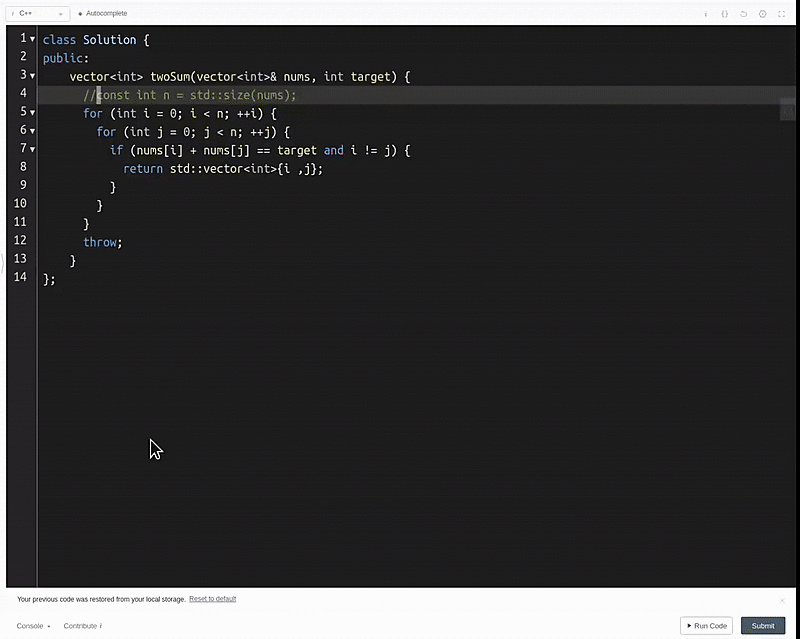 i C++
Autocomplete
1 class Solution {
2 public:
3 vector<int> twoSum(vector<int>& nums, int target) {
4 //const int n = std::size(nums);
5 for (int i = 0; i < n; ++i) {
6 for (int j = 0; j < n; ++j) {
7 if (nums[i] + nums[j] == target and i != j) {
8 return std::vector<int>{i ,j};
9 }
10 }
11 }
12 throw;
13 }
14 };
Your previous code was restored from your local storage. Reset to default
Console
Contribute i
Run Code
Submit